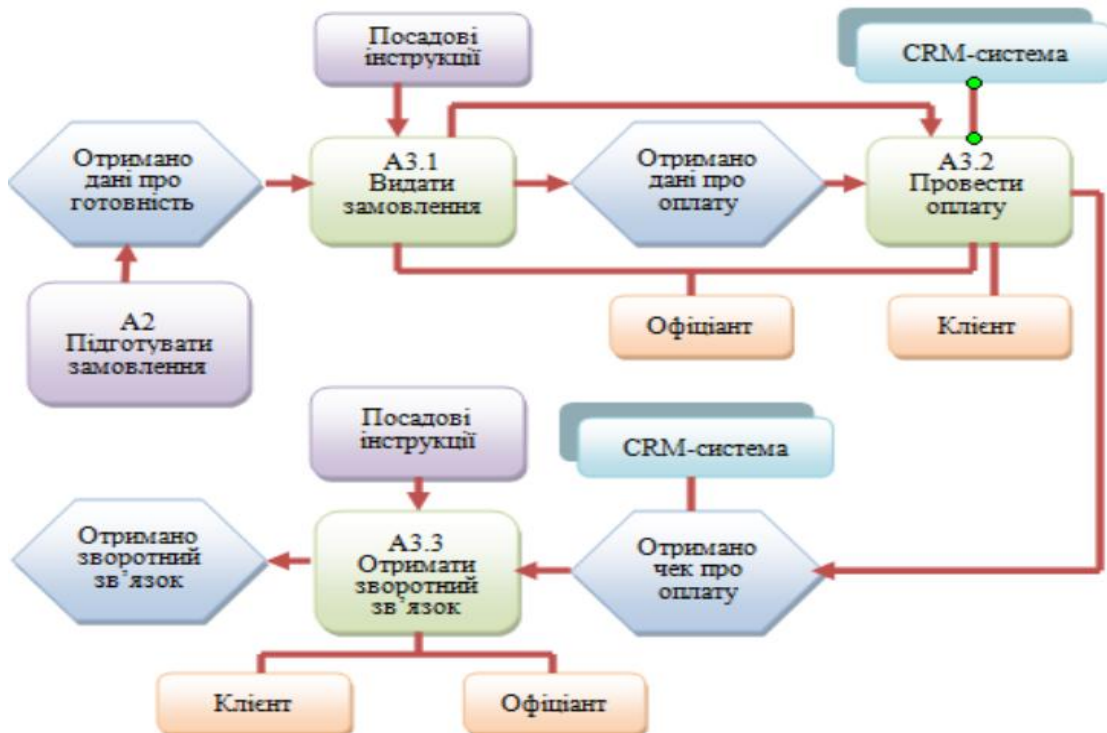 Посадові
інструкції
CRM-система
Отримано
дані про
готовність
А3.1
Видати
замовлення
Отримано
дані про
оплату
А3.2
Провести
оплату
А2
Підготувати
замовлення
Офіціант
Клієнт
Посадові
інструкції
CRM-система
Отримано
зворотний
зв’язок
А3.3
Отримати
зворотний
зв’язок
Отримано
чек про
оплату
Клієнт
Офіціант